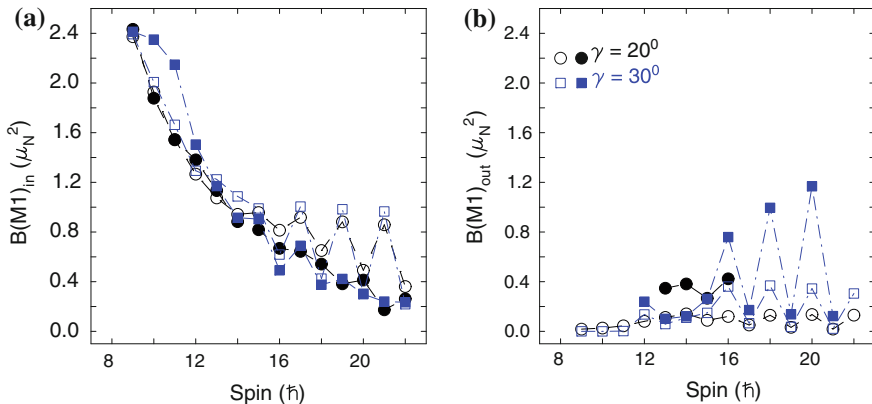 (a)
2.4
2.0
1.6
1.2
0.8
0.4
0.0
8
12
16
20
Spin (ħ)
B(M1)in (μN²)
(b)
2.4
2.0
1.6
1.2
0.8
0.4
0.0
8
12
16
20
Spin (ħ)
B(M1)out (μN²)
γ = 20⁰
γ = 30⁰